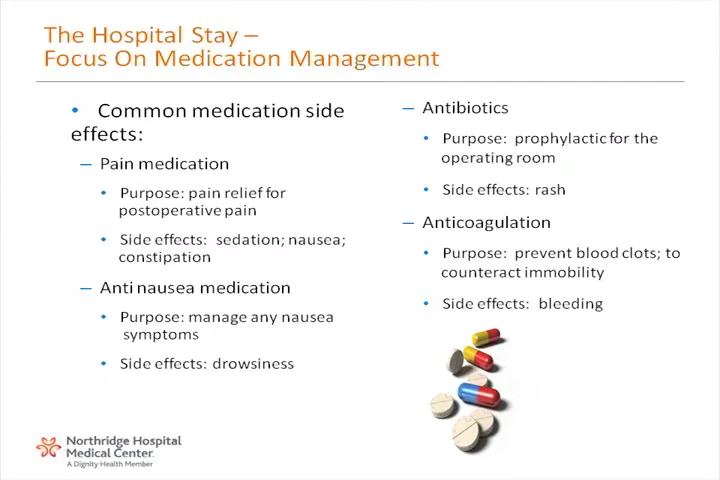 The Hospital Stay –
Focus On Medication Management
• Common medication side
effects:
– Pain medication
• Purpose: pain relief for
postoperative pain
• Side effects: sedation; nausea;
constipation
– Anti nausea medication
• Purpose: manage any nausea
symptoms
• Side effects: drowsiness
– Antibiotics
• Purpose: prophylactic for the
operating room
• Side effects: rash
– Anticoagulation
• Purpose: prevent blood clots; to
counteract immobility
• Side effects: bleeding
Northridge Hospital
Medical Center.
A Dignity Health Member